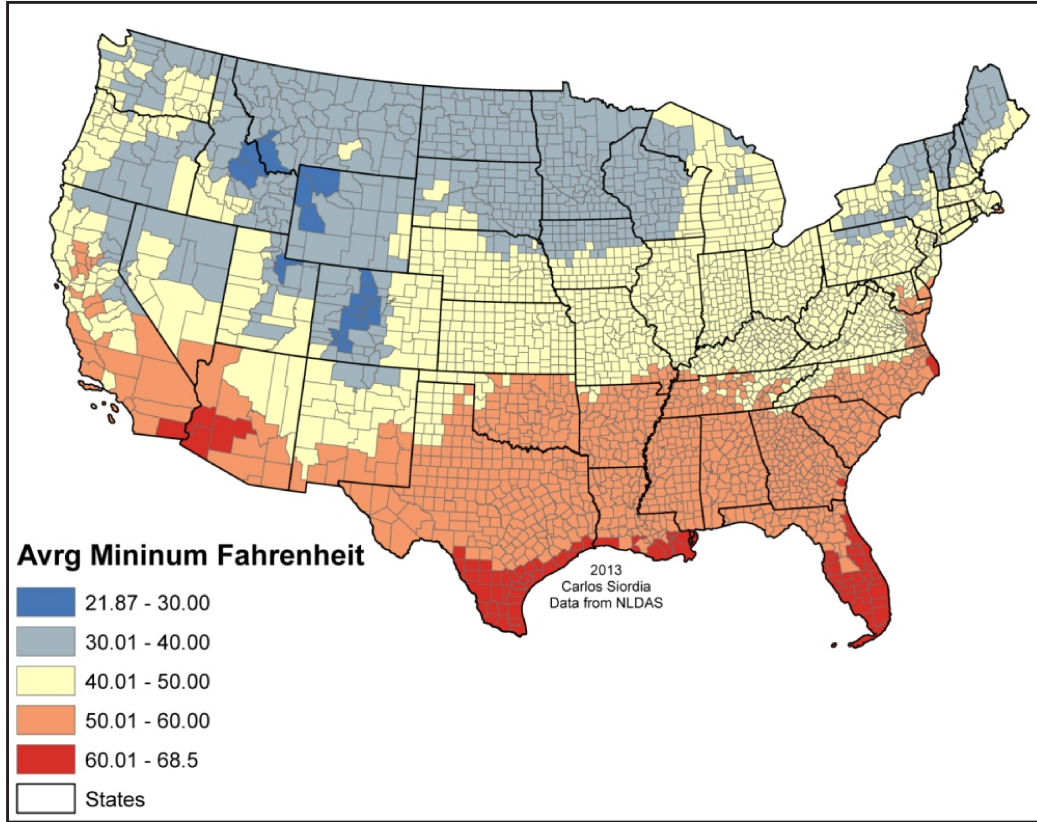 Avrg Mininum Fahrenheit
21.87 - 30.00
30.01 - 40.00
40.01 - 50.00
50.01 - 60.00
60.01 - 68.5
States
2013
Carlos Siordia
Data from NLDAS